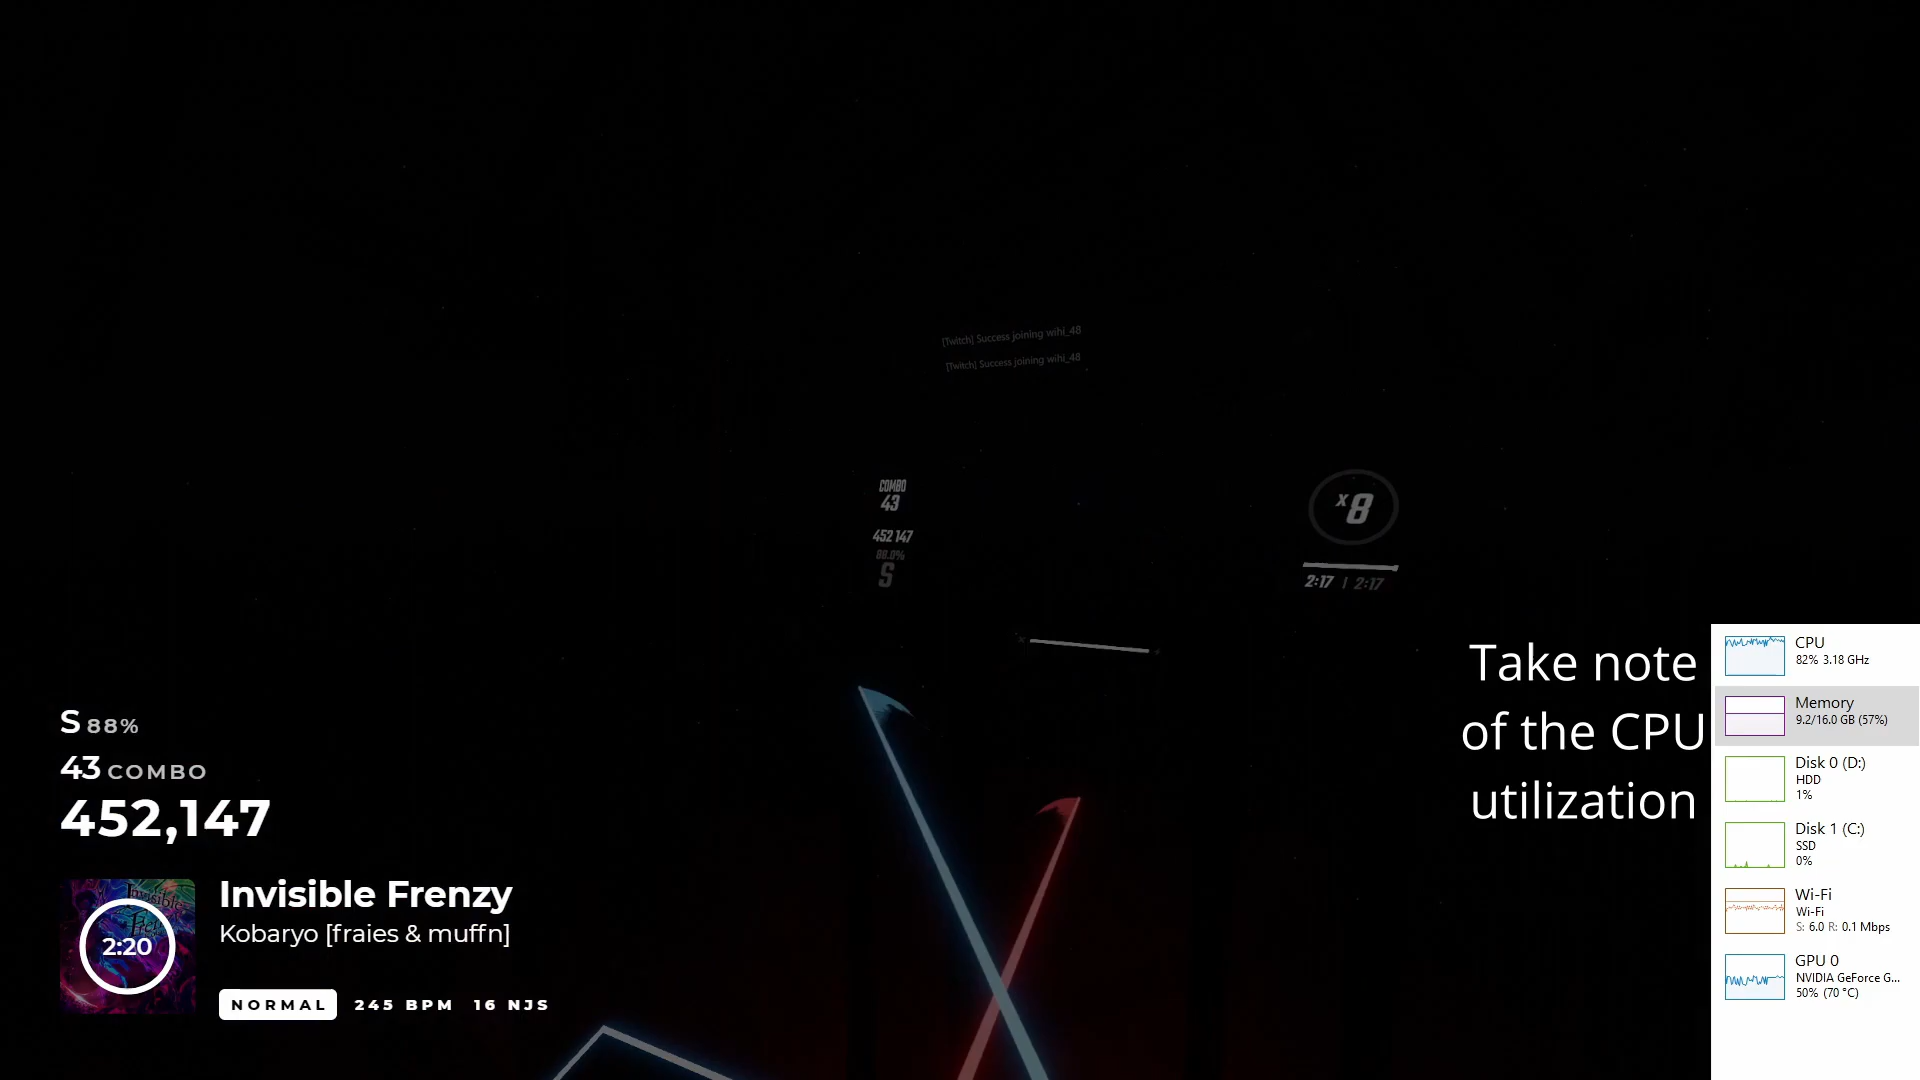 [Twitch] Success joining wihi_48
[Twitch] Success joining wihi_48
COMBO
43
452 147
88.0%
S
x8
2:17 | 2:17
Take note
of the CPU
utilization
S 88%
43 COMBO
452,147
Invisible
2:20
Invisible Frenzy
Kobaryo [fraies & muffn]
NORMAL 245 BPM 16 NJS
CPU
82% 3.18 GHz
Memory
9.2/16.0 GB (57%)
Disk 0 (D:)
HDD
1%
Disk 1 (C:)
SSD
0%
Wi-Fi
Wi-Fi
S: 6.0 R: 0.1 Mbps
GPU 0
NVIDIA GeForce G...
50% (70 °C)